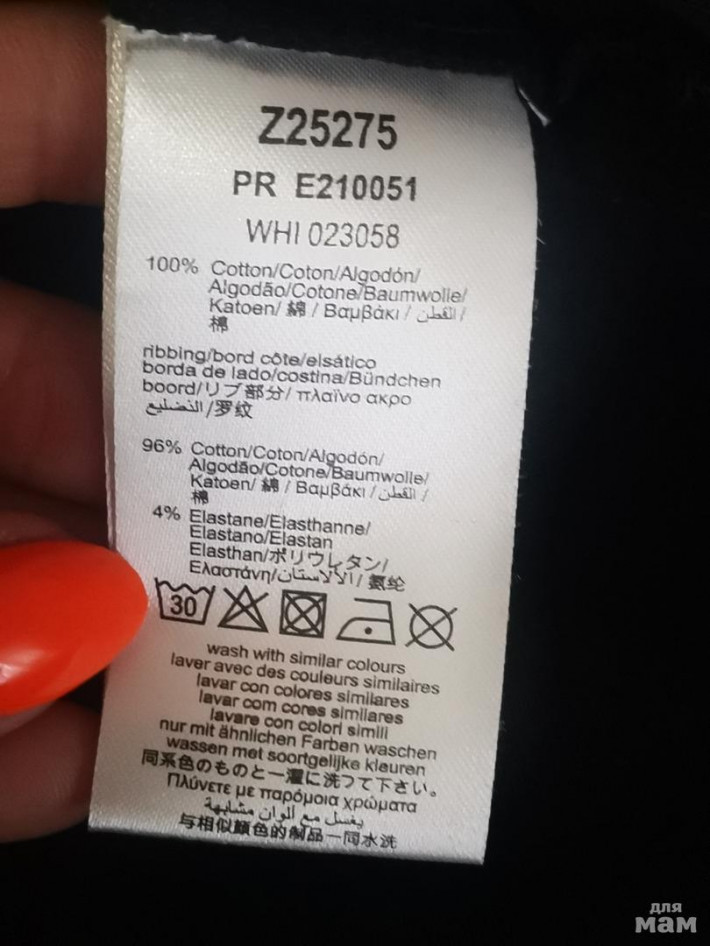 Z25275
PR E210051
WHI 023058
100% Cotton/Coton/Algodón/
Algodão/Cotone/Baumwolle/
Katoen/ 綿 / Βαμβάκι / القطن /
棉
ribbing/bord côte/elsático
borda de lado/costina/Bündchen
boord/リブ部分/ πλαϊνο ακρο
التضليع /罗纹
96% Cotton/Coton/Algodón/
Algodão/Cotone/Baumwolle/
Katoen/ 綿 / Βαμβάκι / القطن /
棉
4% Elastane/Elasthanne/
Elastano/Elastan
Elasthan/ポリウレタン/
Ελαστάνη/الالاستان / 氨纶
30
wash with similar colours
laver avec des couleurs similaires
lavar con colores similares
lavar com cores similares
lavare con colori simili
nur mit ähnlichen Farben waschen
wassen met soortgelijke kleuren
同系色のものと一濯に洗って下さい。
Πλύνετε με παρόμοια χρώματα
يغسل مع ألوان مشابهة
与相似顏色的制品一同水洗
для
мам